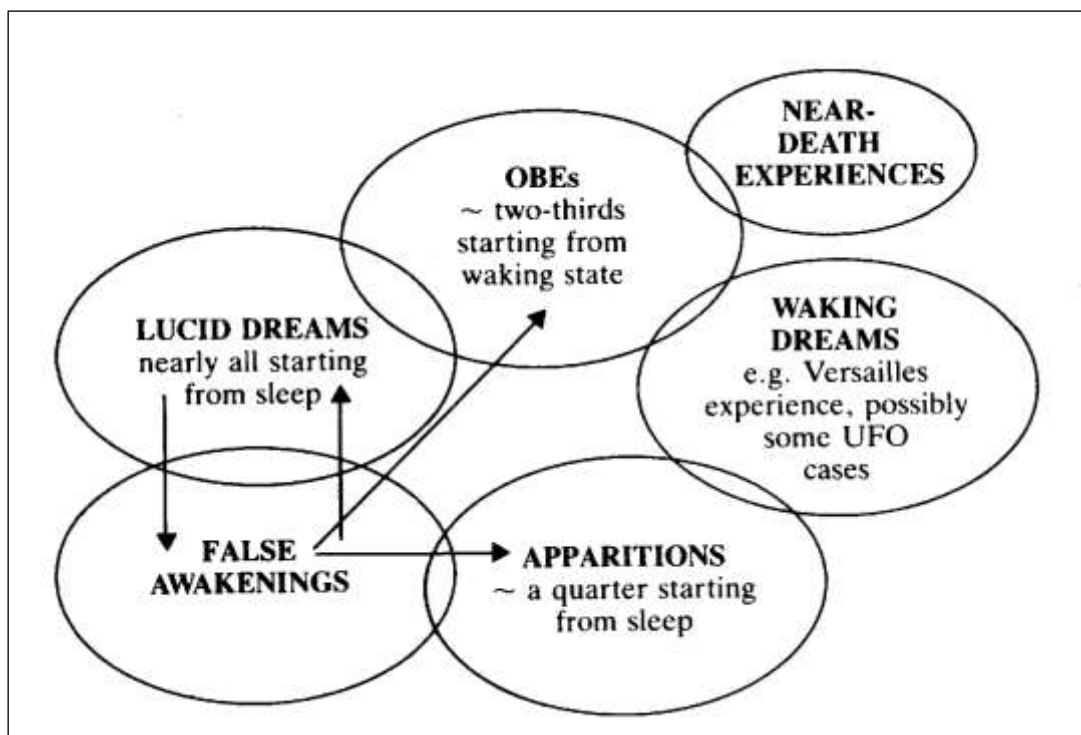 NEAR-
DEATH
EXPERIENCES
OBEs
~ two-thirds
starting from
waking state
LUCID DREAMS
nearly all starting
from sleep
WAKING
DREAMS
e.g. Versailles
experience, possibly
some UFO
cases
FALSE
AWAKENINGS
APPARITIONS
~ a quarter starting
from sleep